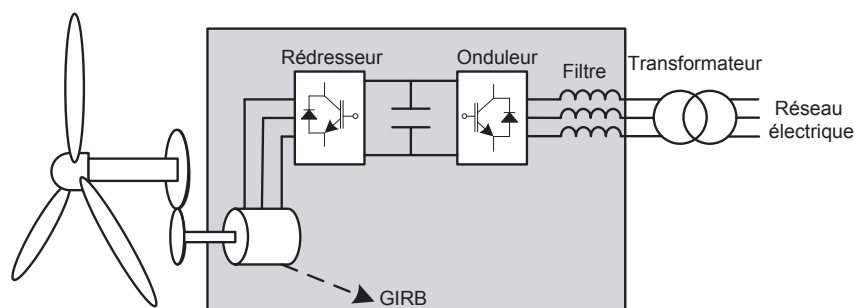 Rédresseur
Onduleur
Filtre
Transformateur
Réseau
électrique
GIRB